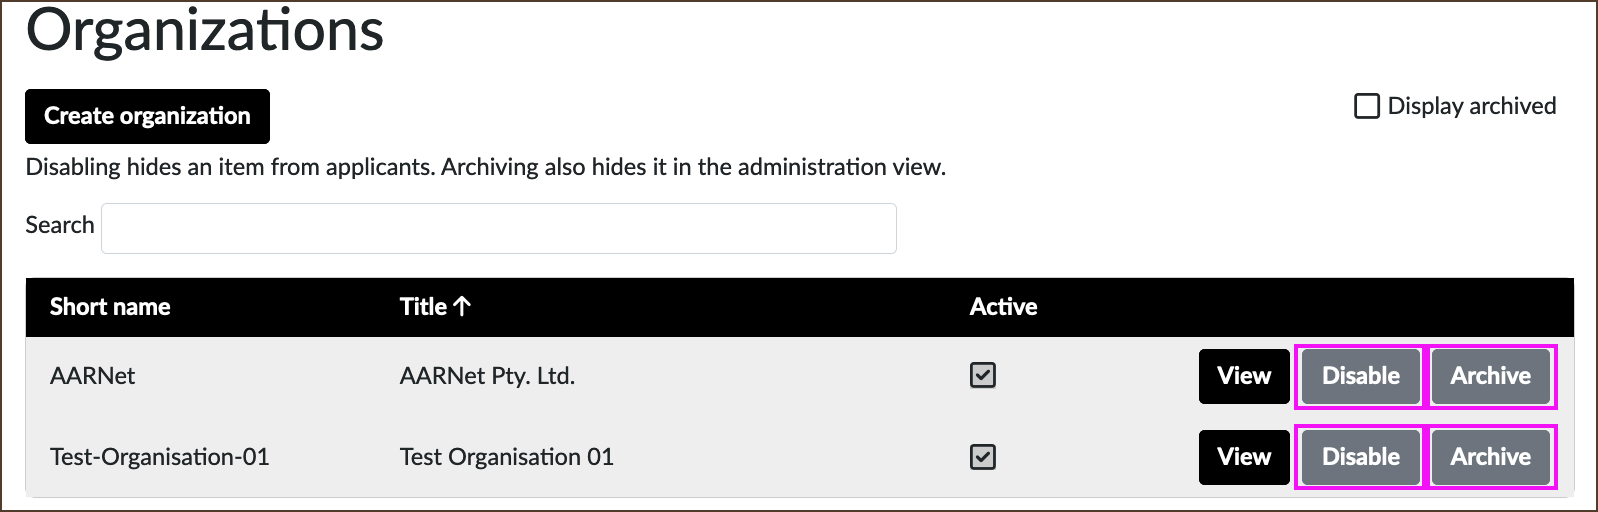 Organizations
Create organization
Display archived
Disabling hides an item from applicants. Archiving also hides it in the administration view.
Search
Short name Title ↑ Active
AARNet AARNet Pty. Ltd. View Disable Archive
Test-Organisation-01 Test Organisation 01 View Disable Archive